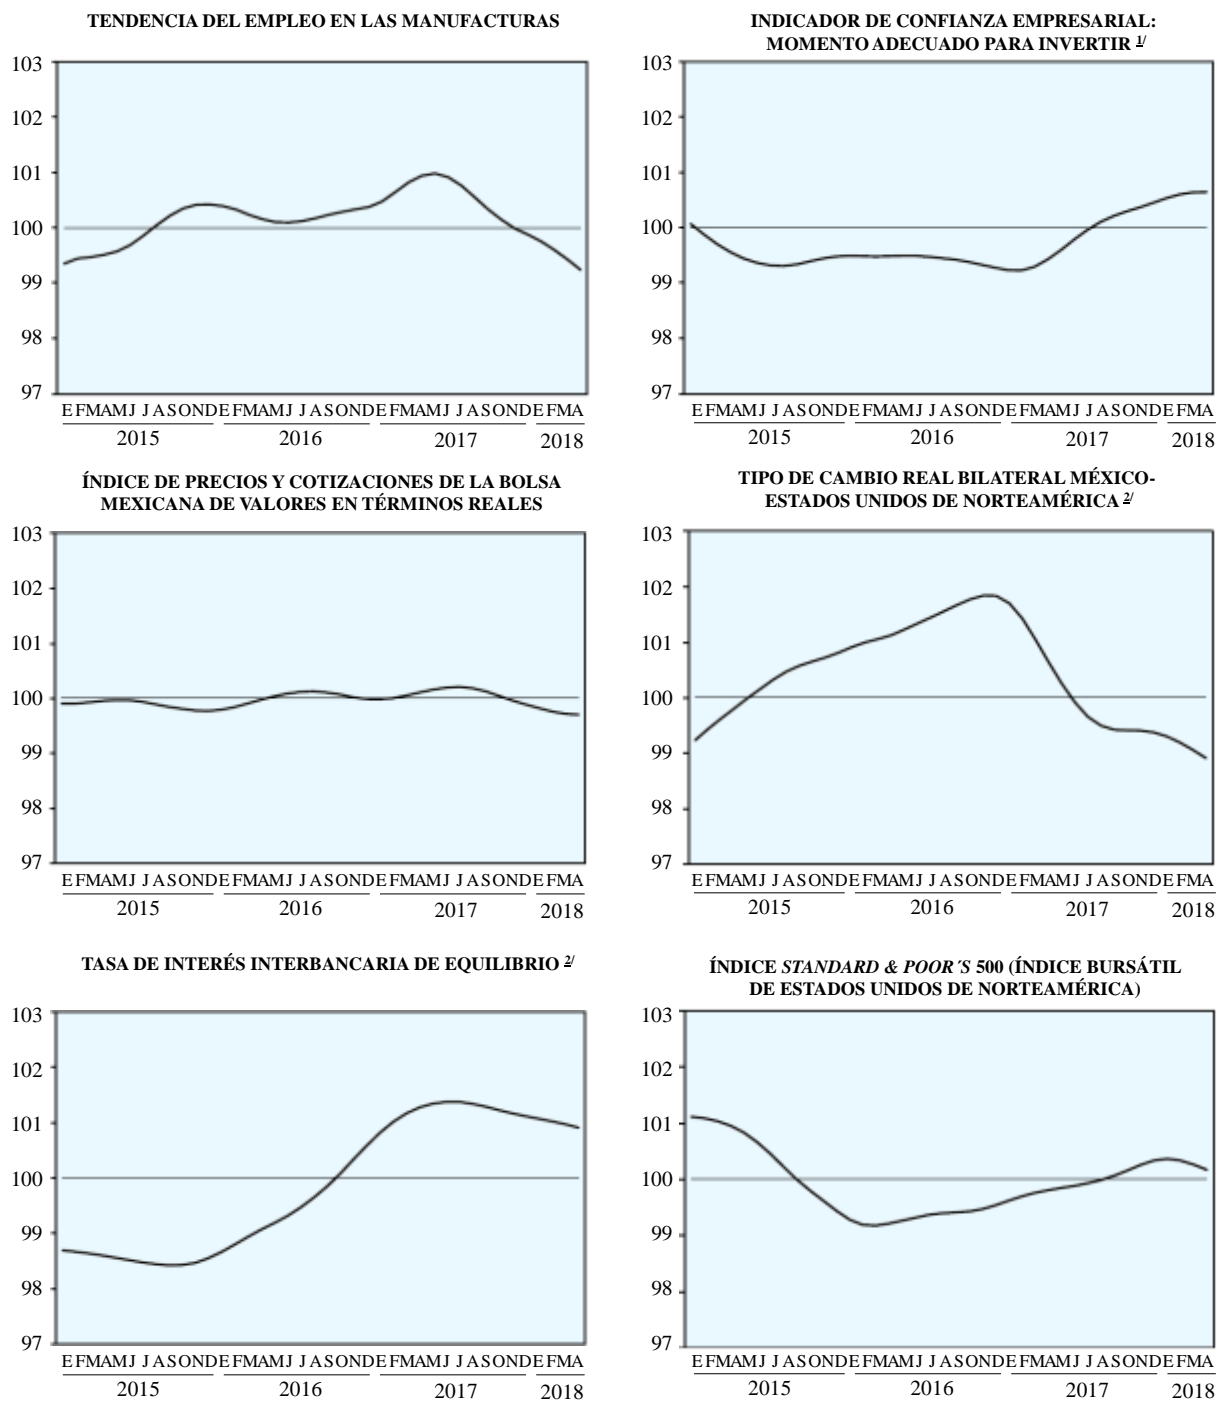 TENDENCIA DEL EMPLEO EN LAS MANUFACTURAS
103
102
101
100
99
98
97
E F M A M J J A S O N D E F M A M J J A S O N D E F M A M J J A S O N D E F M A
2015 2016 2017 2018
INDICADOR DE CONFIANZA EMPRESARIAL:
MOMENTO ADECUADO PARA INVERTIR 1/
103
102
101
100
99
98
97
E F M A M J J A S O N D E F M A M J J A S O N D E F M A M J J A S O N D E F M A
2015 2016 2017 2018
ÍNDICE DE PRECIOS Y COTIZACIONES DE LA BOLSA
MEXICANA DE VALORES EN TÉRMINOS REALES
103
102
101
100
99
98
97
E F M A M J J A S O N D E F M A M J J A S O N D E F M A M J J A S O N D E F M A
2015 2016 2017 2018
TIPO DE CAMBIO REAL BILATERAL MÉXICO-
ESTADOS UNIDOS DE NORTEAMÉRICA 2/
103
102
101
100
99
98
97
E F M A M J J A S O N D E F M A M J J A S O N D E F M A M J J A S O N D E F M A
2015 2016 2017 2018
TASA DE INTERÉS INTERBANCARIA DE EQUILIBRIO 2/
103
102
101
100
99
98
97
E F M A M J J A S O N D E F M A M J J A S O N D E F M A M J J A S O N D E F M A
2015 2016 2017 2018
ÍNDICE STANDARD & POOR´S 500 (ÍNDICE BURSÁTIL
DE ESTADOS UNIDOS DE NORTEAMÉRICA)
103
102
101
100
99
98
97
E F M A M J J A S O N D E F M A M J J A S O N D E F M A M J J A S O N D E F M A
2015 2016 2017 2018